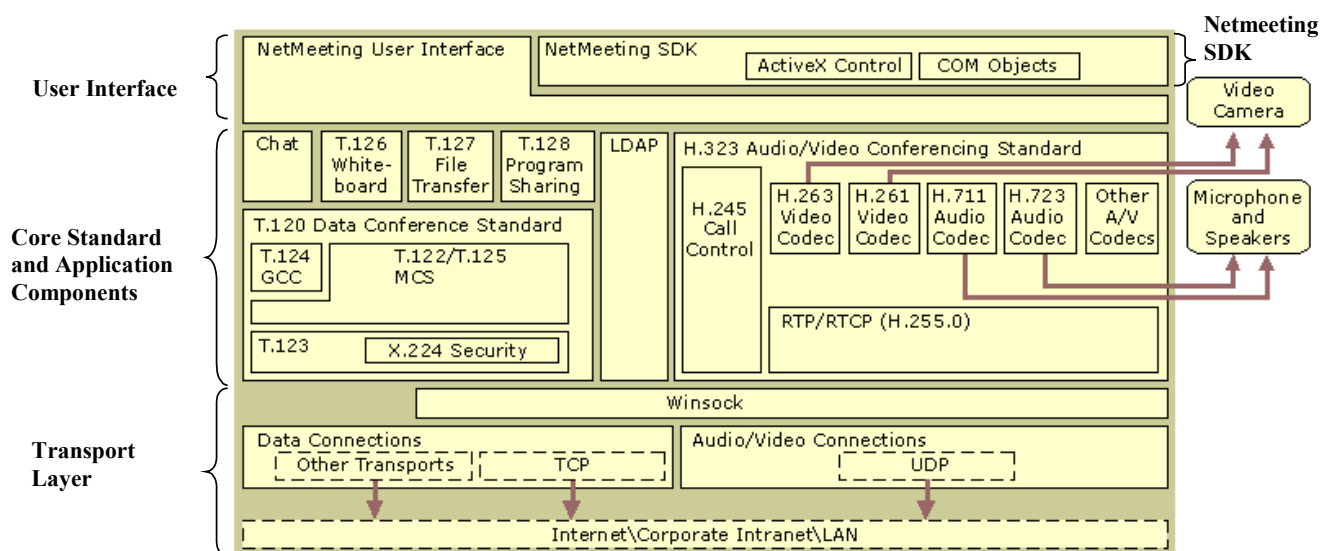 Netmeeting
SDK
User Interface
NetMeeting User Interface
NetMeeting SDK
ActiveX Control
COM Objects
Video
Camera
Core Standard
and Application
Components
Chat
T.126
White-
board
T.127
File
Transfer
T.128
Program
Sharing
LDAP
H.323 Audio/Video Conferencing Standard
H.245
Call
Control
H.263
Video
Codec
H.261
Video
Codec
H.711
Audio
Codec
H.723
Audio
Codec
Other
A/V
Codecs
Microphone
and
Speakers
T.120 Data Conference Standard
T.124
GCC
T.122/T.125
MCS
T.123
X.224 Security
RTP/RTCP (H.255.0)
Transport
Layer
Winsock
Data Connections
Other Transports
TCP
Audio/Video Connections
UDP
Internet\Corporate Intranet\LAN